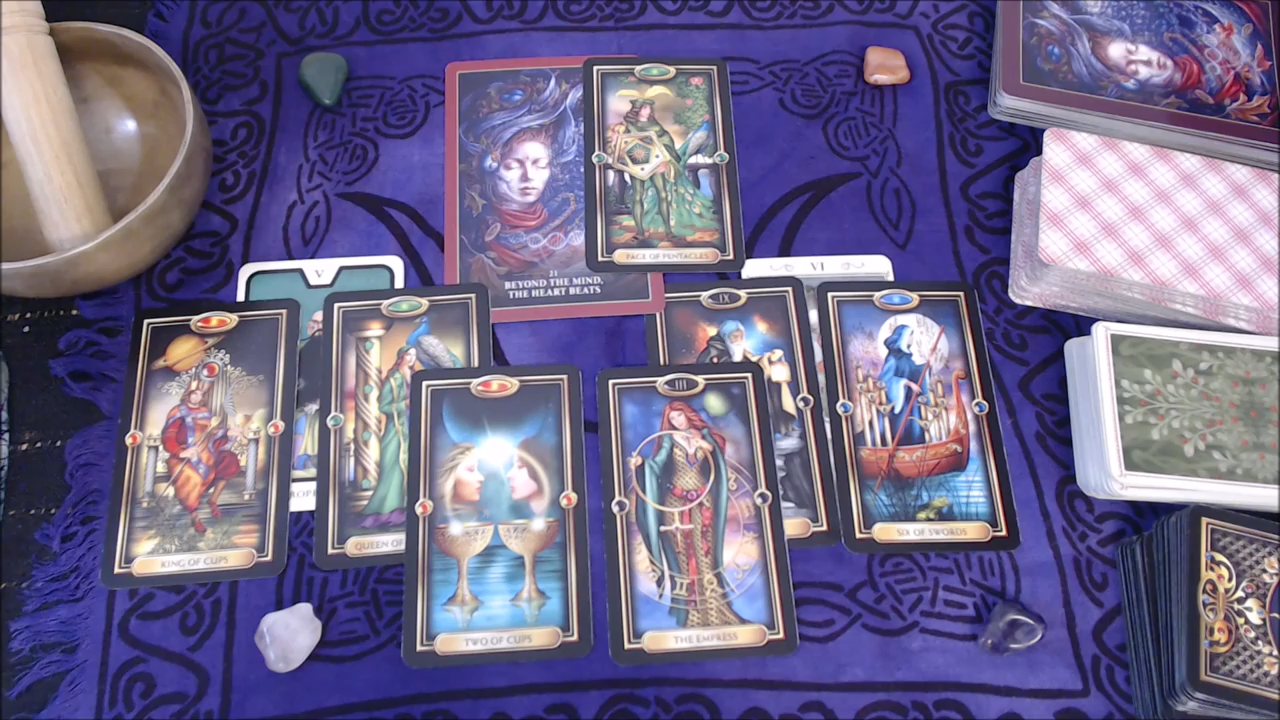 PAGE OF PENTACLES
21
BEYOND THE MIND,
THE HEART BEATS
V
VI
IX
III
KING OF CUPS
QUEEN OF
TWO OF CUPS
THE EMPRESS
SIX OF SWORDS